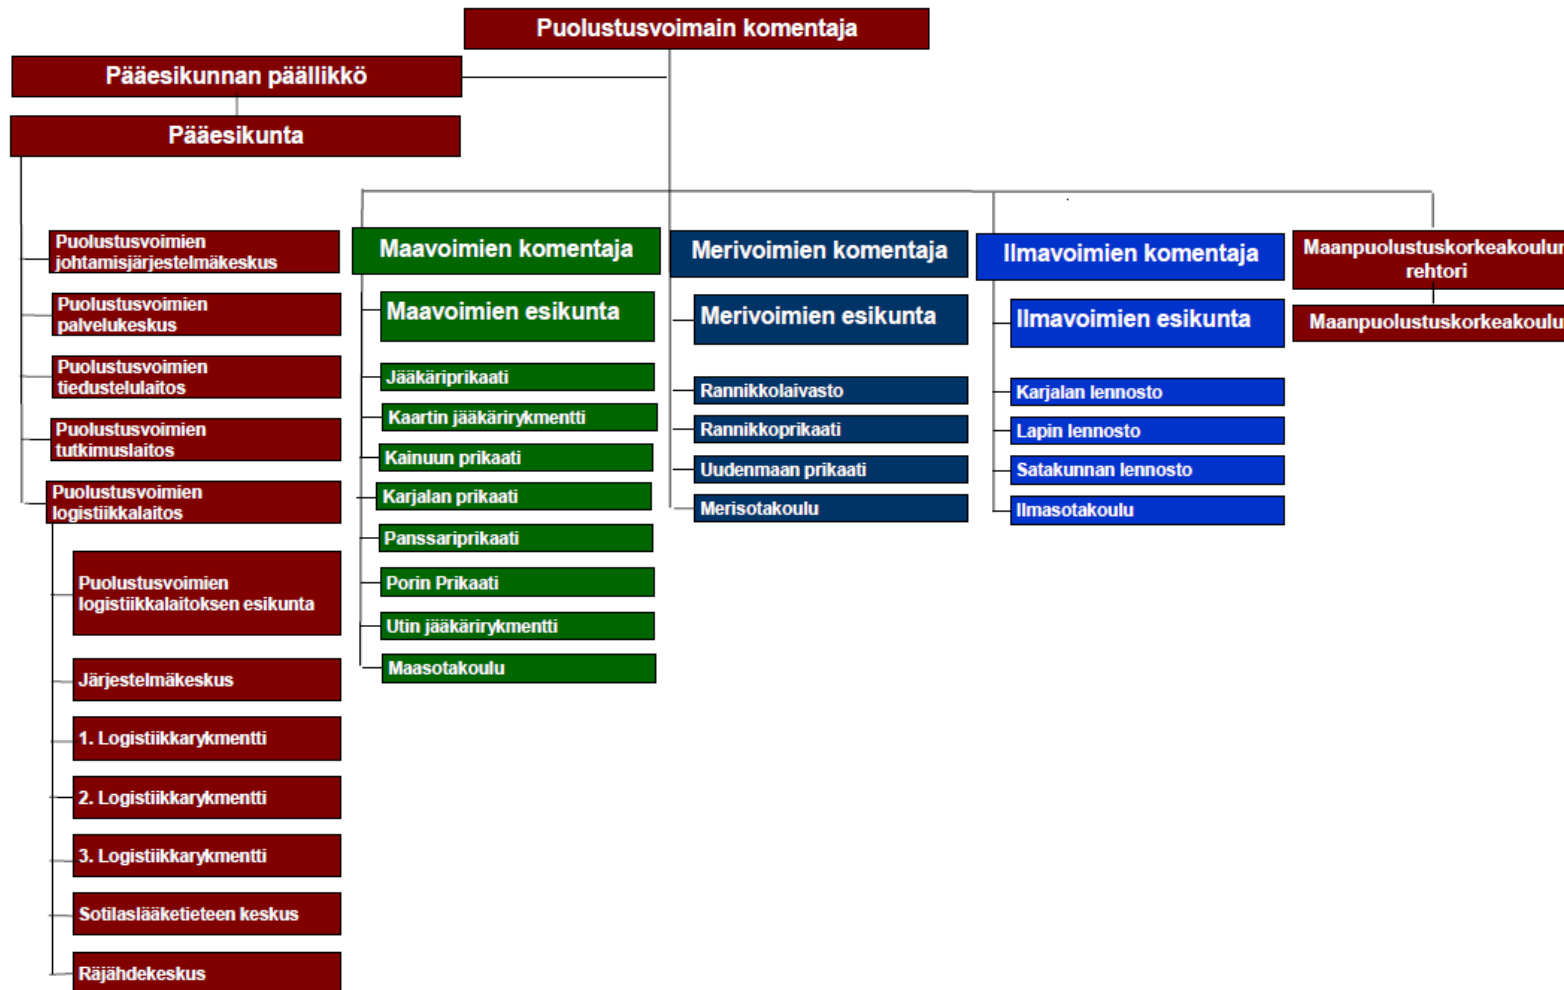 Puolustusvoimain komentaja
Pääesikunnan päällikkö
Pääesikunta
Puolustusvoimien
johtamisjärjestelmäkeskus
Puolustusvoimien
palvelukeskus
Puolustusvoimien
tiedustelulaitos
Puolustusvoimien
tutkimuslaitos
Puolustusvoimien
logistiikkalaitos
Puolustusvoimien
logistiikkalaitoksen esikunta
Järjestelmäkeskus
1. Logistiikkarykmentti
2. Logistiikkarykmentti
3. Logistiikkarykmentti
Sotilaslääketieteen keskus
Räjähdekeskus
Maavoimien komentaja
Maavoimien esikunta
Jääkäriprikaati
Kaartin jääkärirykmentti
Kainuun prikaati
Karjalan prikaati
Panssariprikaati
Porin Prikaati
Utin jääkärirykmentti
Maasotakoulu
Merivoimien komentaja
Merivoimien esikunta
Rannikkolaivasto
Rannikkoprikaati
Uudenmaan prikaati
Merisotakoulu
Ilmavoimien komentaja
Ilmavoimien esikunta
Karjalan lennosto
Lapin lennosto
Satakunnan lennosto
Ilmasotakoulu
Maanpuolustuskorkeakoulun
rehtori
Maanpuolustuskorkeakoulu